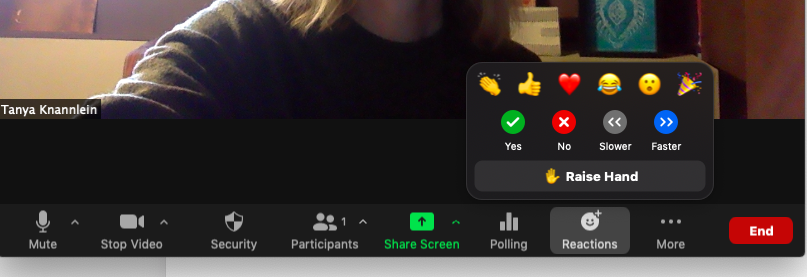 Tanya Knannlein
Yes No Slower Faster
Raise Hand
1
Mute Stop Video Security Participants Share Screen Polling Reactions More End